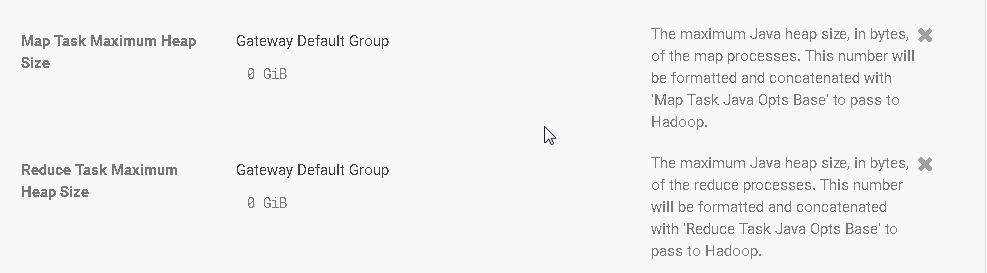 Map Task Maximum Heap
Size
Gateway Default Group
0 GiB
The maximum Java heap size, in bytes,
of the map processes. This number will
be formatted and concatenated with
'Map Task Java Opts Base' to pass to
Hadoop.
Reduce Task Maximum
Heap Size
Gateway Default Group
0 GiB
The maximum Java heap size, in bytes,
of the reduce processes. This number
will be formatted and concatenated
with 'Reduce Task Java Opts Base' to
pass to Hadoop.